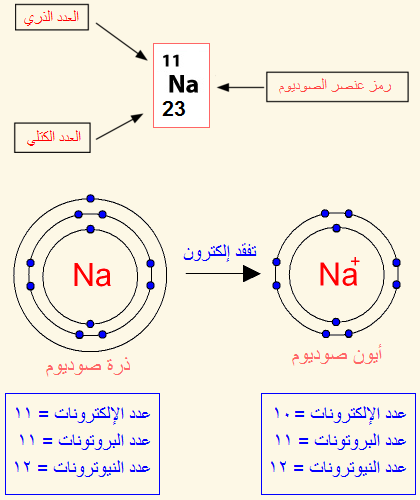 العدد الذري
11
Na
23
رمز عنصر الصوديوم
العدد الكتلي
Na
تفقد إلكترون
Na+
ذرة صوديوم
أيون صوديوم
عدد الإلكترونات = ١١
عدد البروتونات = ١١
عدد النيوترونات = ١٢
عدد الإلكترونات = ١٠
عدد البروتونات = ١١
عدد النيوترونات = ١٢